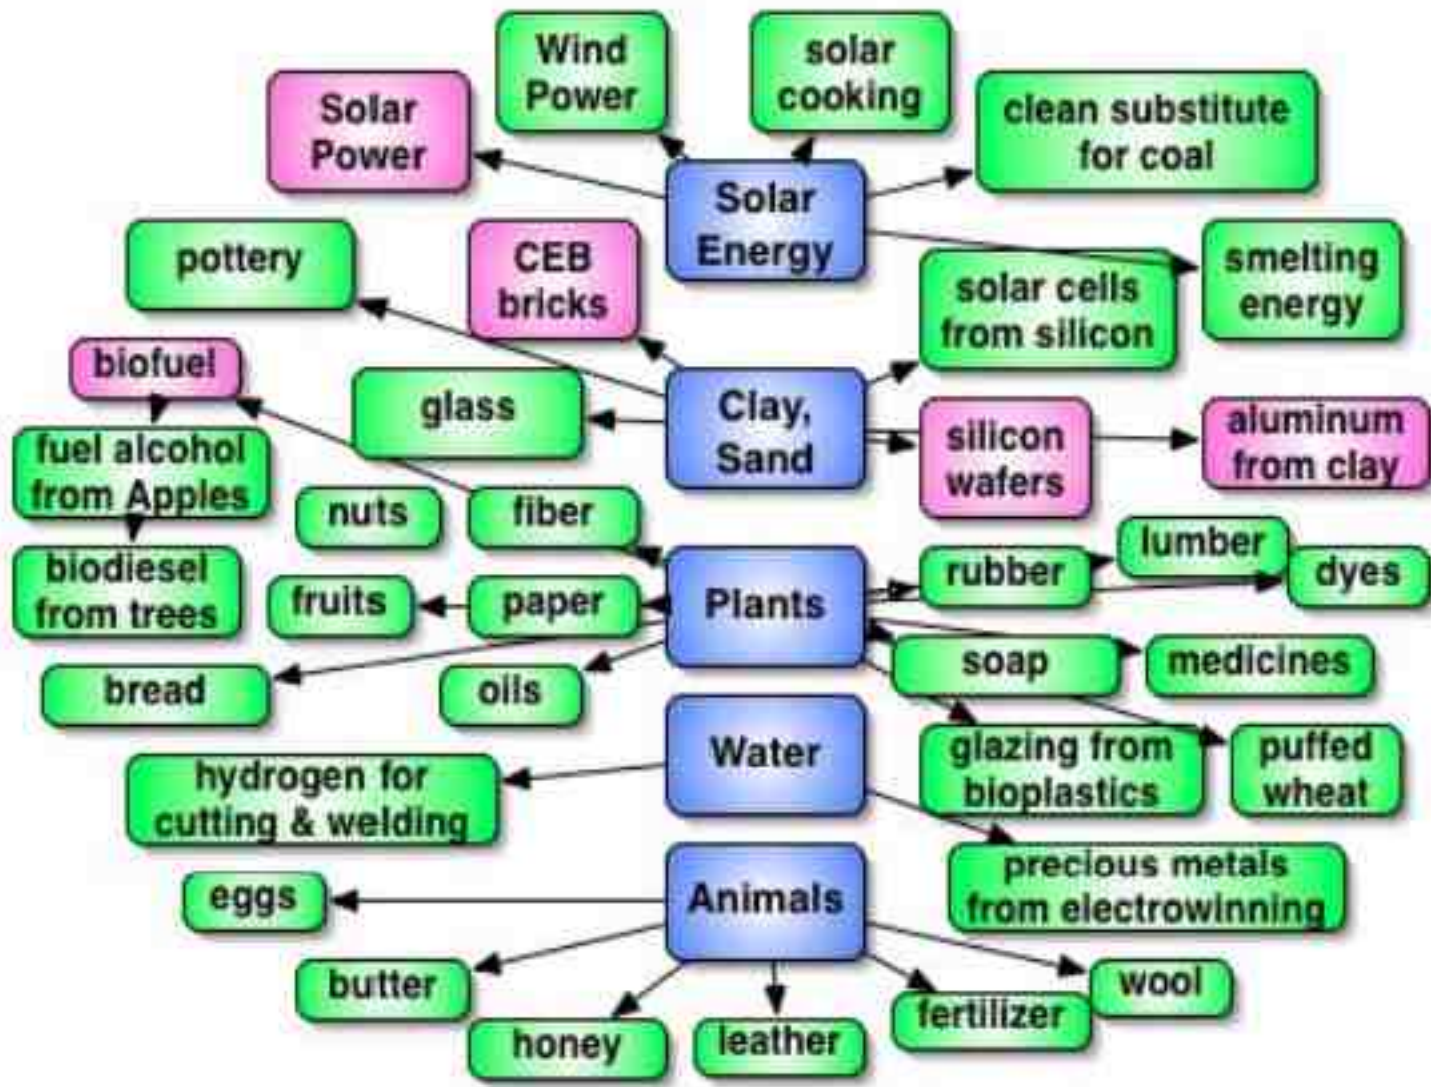 Wind
Power
solar
cooking
Solar
Power
clean substitute
for coal
Solar
Energy
pottery
CEB
bricks
solar cells
from silicon
smelting
energy
biofuel
glass
Clay,
Sand
silicon
wafers
aluminum
from clay
fuel alcohol
from Apples
nuts
fiber
lumber
biodiesel
from trees
fruits
paper
Plants
rubber
dyes
bread
oils
soap
medicines
Water
glazing from
bioplastics
puffed
wheat
hydrogen for
cutting & welding
eggs
Animals
precious metals
from electrowinning
butter
honey
leather
fertilizer
wool